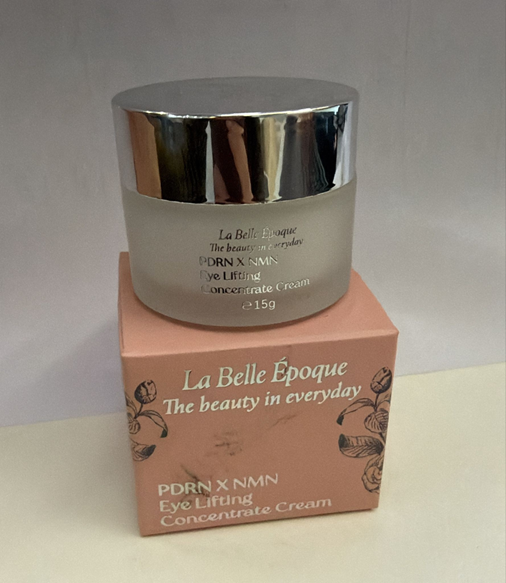 La Belle Époque
The beauty in everyday
PDRN X NMN
Eye Lifting
Concentrate Cream
℮15g
La Belle Époque
The beauty in everyday
PDRN X NMN
Eye Lifting
Concentrate Cream